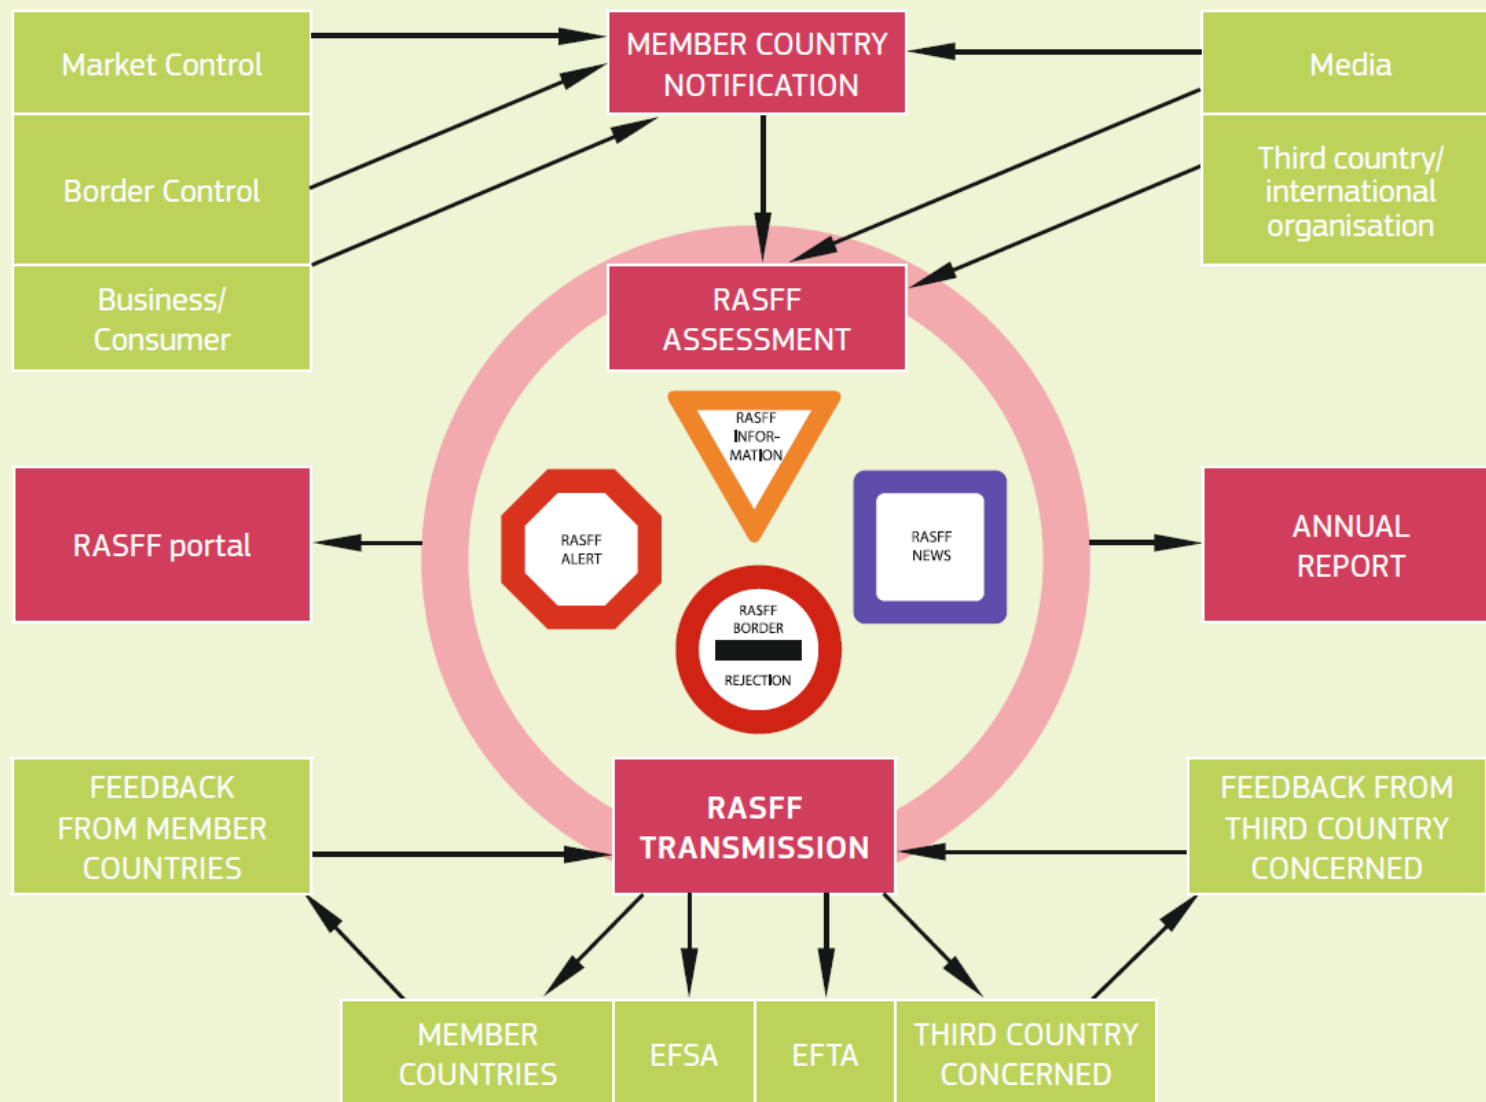 Market Control
MEMBER COUNTRY
NOTIFICATION
Media
Border Control
Third country/
international
organisation
Business/
Consumer
RASFF
ASSESSMENT
RASFF
INFOR-
MATION
RASFF portal
RASFF
ALERT
RASFF
NEWS
ANNUAL
REPORT
RASFF
BORDER
REJECTION
FEEDBACK
FROM MEMBER
COUNTRIES
RASFF
TRANSMISSION
FEEDBACK FROM
THIRD COUNTRY
CONCERNED
MEMBER
COUNTRIES
EFSA
EFTA
THIRD COUNTRY
CONCERNED